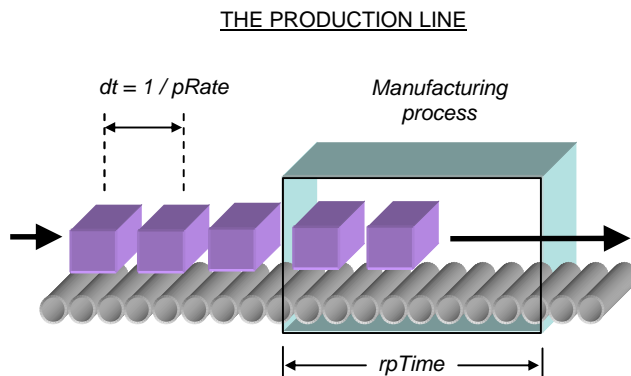 THE PRODUCTION LINE
dt = 1 / pRate
Manufacturing
process
rpTime